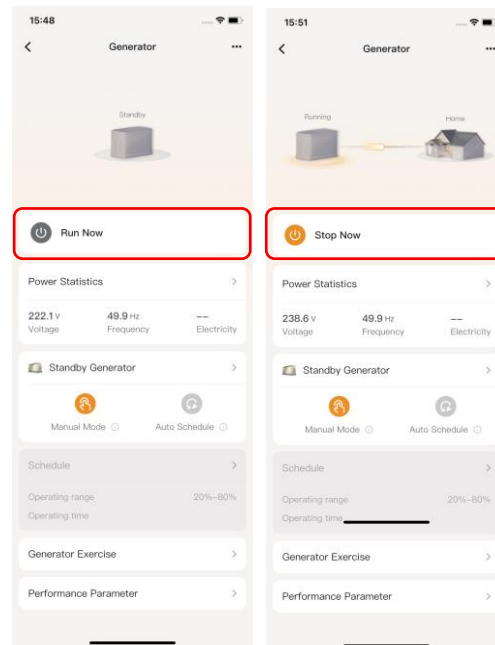 15:48
Generator
Standby
Run Now
Power Statistics
222.1 V 49.9 Hz --
Voltage Frequency Electricity
Standby Generator
Manual Mode Auto Schedule
Schedule
Operating range 20%~80%
Operating time
Generator Exercise
Performance Parameter
15:51
Generator
Running Home
Stop Now
Power Statistics
238.6 V 49.9 Hz --
Voltage Frequency Electricity
Standby Generator
Manual Mode Auto Schedule
Schedule
Operating range 20%~80%
Operating time
Generator Exercise
Performance Parameter